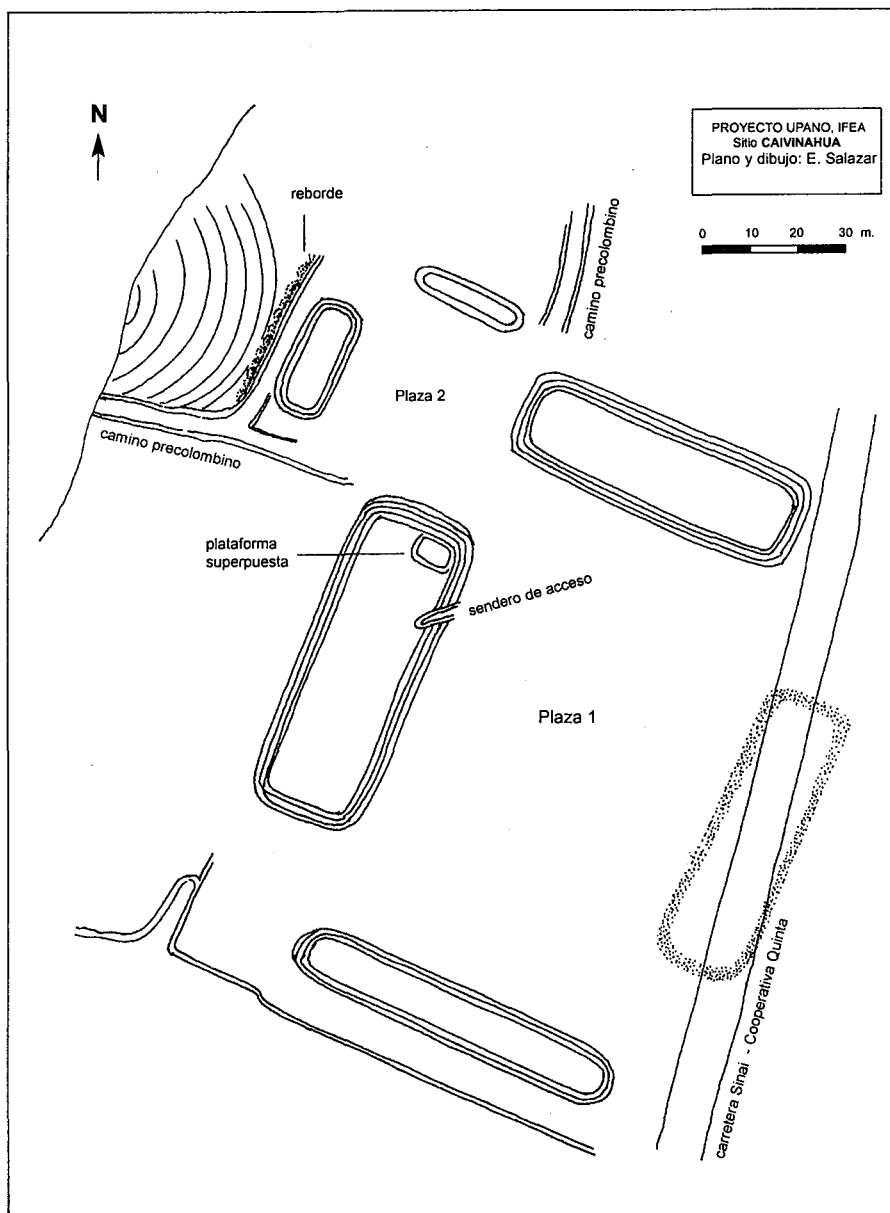 N
PROYECTO UPANO, IFEA
Sitio CAIVINAHUA
Plano y dibujo: E. Salazar
0 10 20 30 m.
reborde
camino precolombino
Plaza 2
camino precolombino
plataforma
superpuesta
sendero de acceso
Plaza 1
carretera Sinai - Cooperativa Quinta